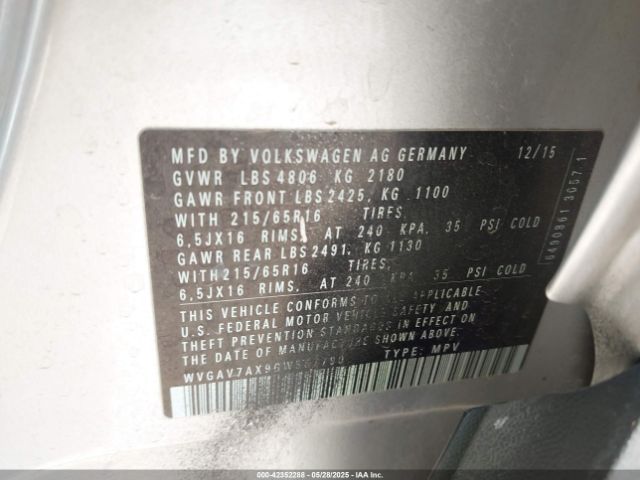 MFD BY VOLKSWAGEN AG GERMANY 12/15
GVWR LBS 4806 KG 2180
GAWR FRONT LBS 2425, KG 1100
WITH 215/65R16 TIRES,
6,5JX16 RIMS, AT 240 KPA, 35 PSI COLD
GAWR REAR LBS 2491, KG 1130
WITH 215/65R16 TIRES,
6,5JX16 RIMS, AT 240 KPA, 35 PSI COLD
THIS VEHICLE CONFORMS TO ALL APPLICABLE
U.S. FEDERAL MOTOR VEHICLE SAFETY AND
THEFT PREVENTION STANDARDS IN EFFECT ON
THE DATE OF MANUFACTURE SHOWN ABOVE.
TYPE: MPV
000-42352288 05/28/2025 IAA Inc.